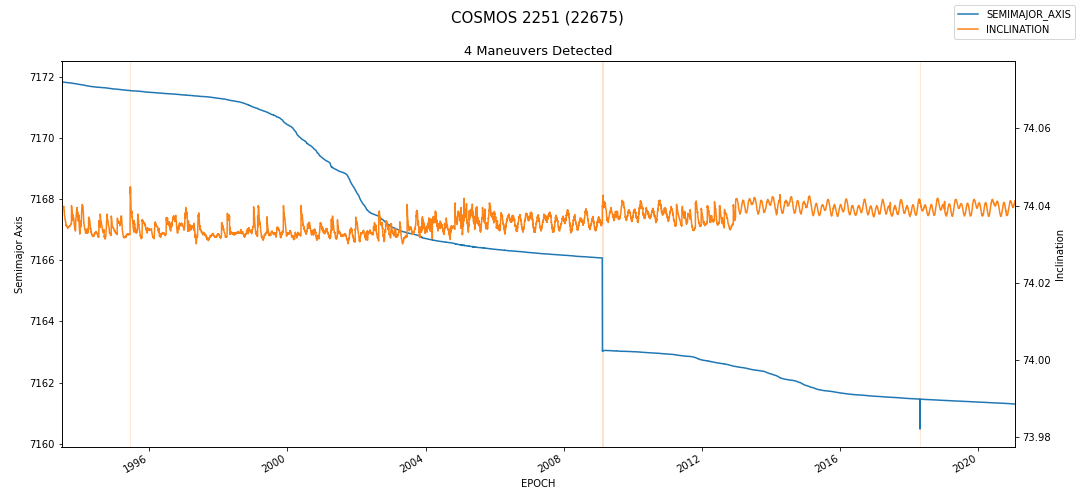 COSMOS 2251 (22675)
SEMIMAJOR_AXIS
INCLINATION
4 Maneuvers Detected
7172
7170
7168
7166
7164
7162
7160
Semimajor Axis
74.06
74.04
74.02
74.00
73.98
Inclination
1996
2000
2004
2008
2012
2016
2020
EPOCH